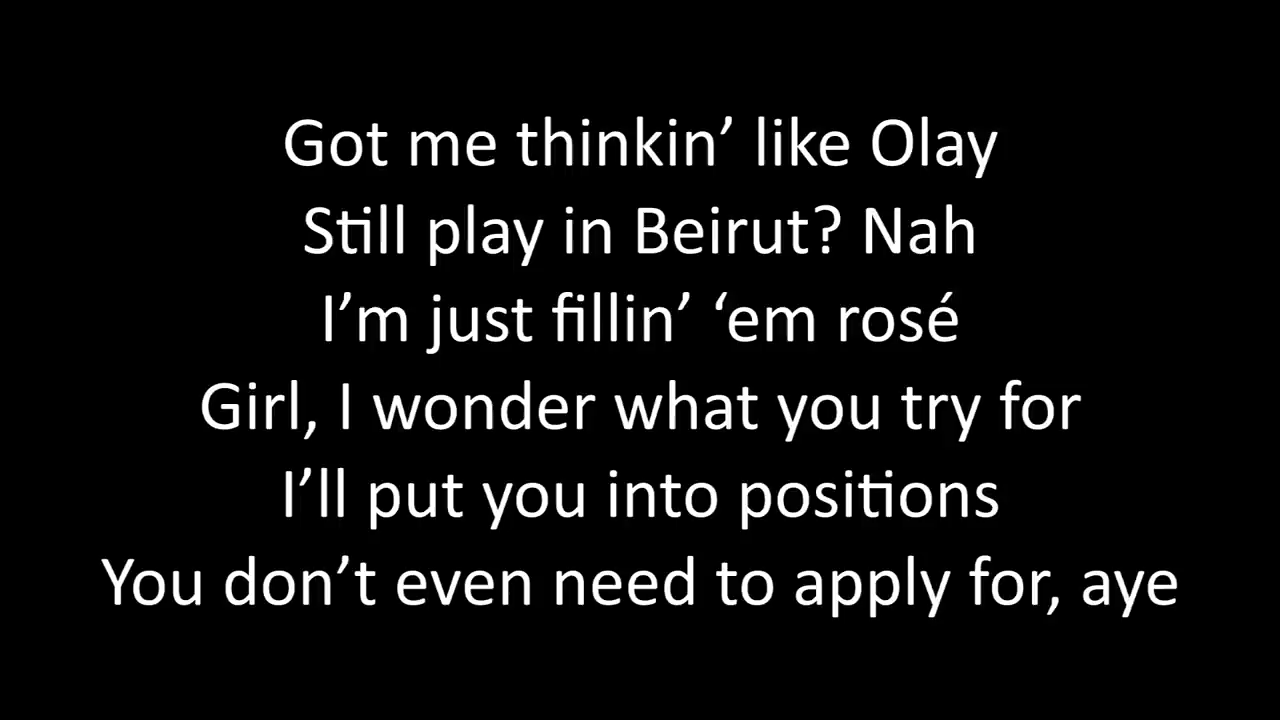 Got me thinkin’ like Olay
Still play in Beirut? Nah
I’m just fillin’ ‘em rosé
Girl, I wonder what you try for
I’ll put you into positions
You don’t even need to apply for, aye